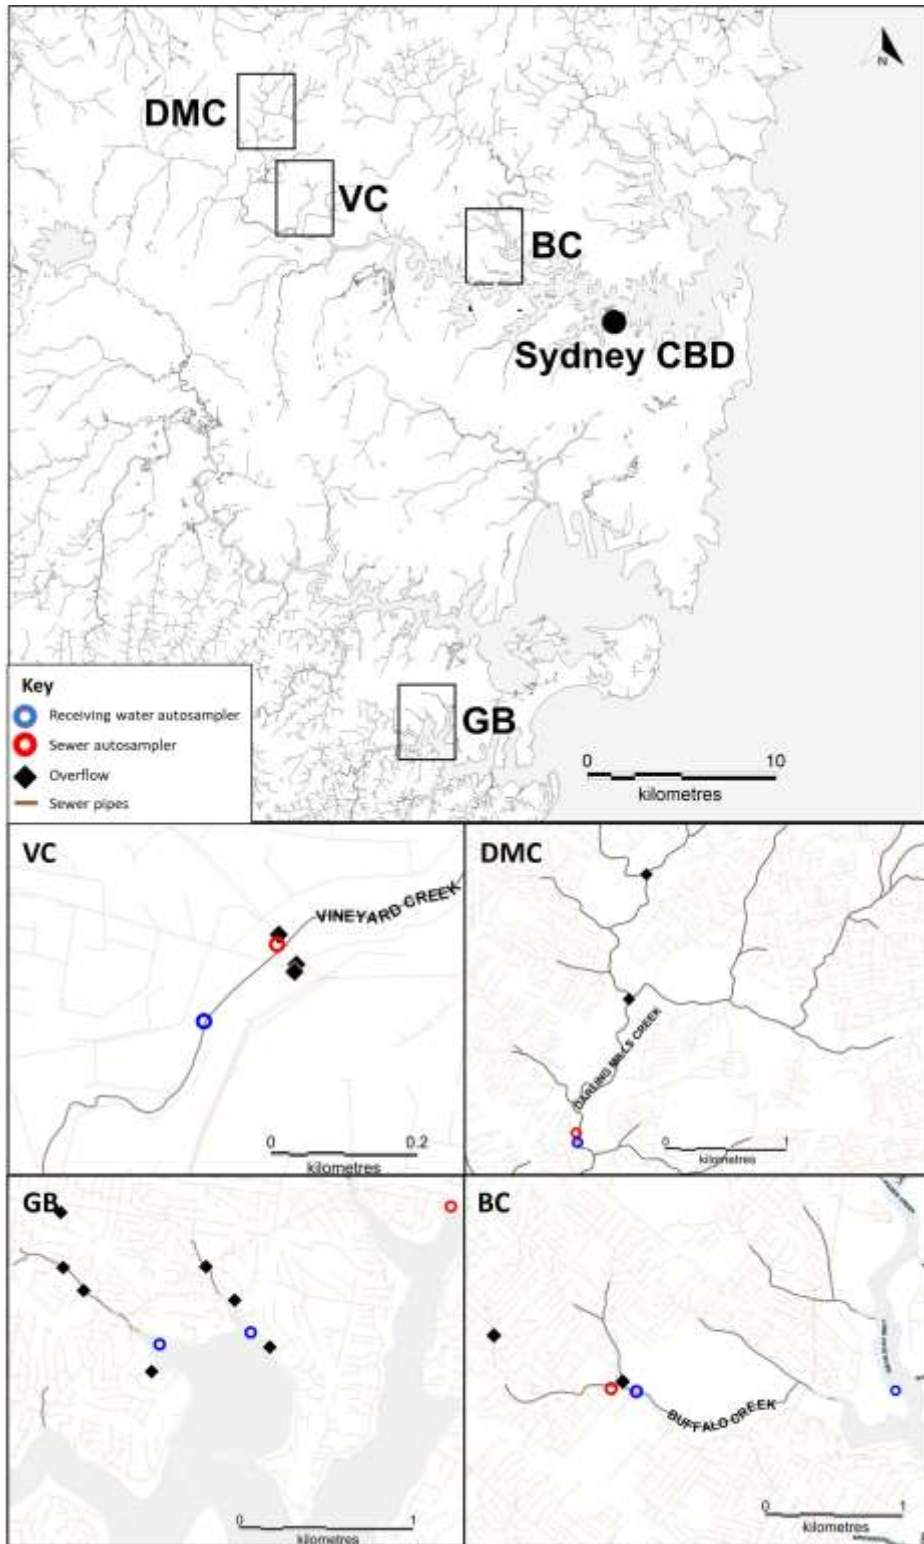 N
DMC
VC
BC
Sydney CBD
GB
0 10
kilometres
Key
Receiving water autosampler
Sewer autosampler
Overflow
Sewer pipes
VC
VINEYARD CREEK
0 0.2
kilometres
DMC
DARLING MILLS CREEK
0 1
kilometres
GB
0 1
kilometres
BC
BUFFALO CREEK
0 1
kilometres